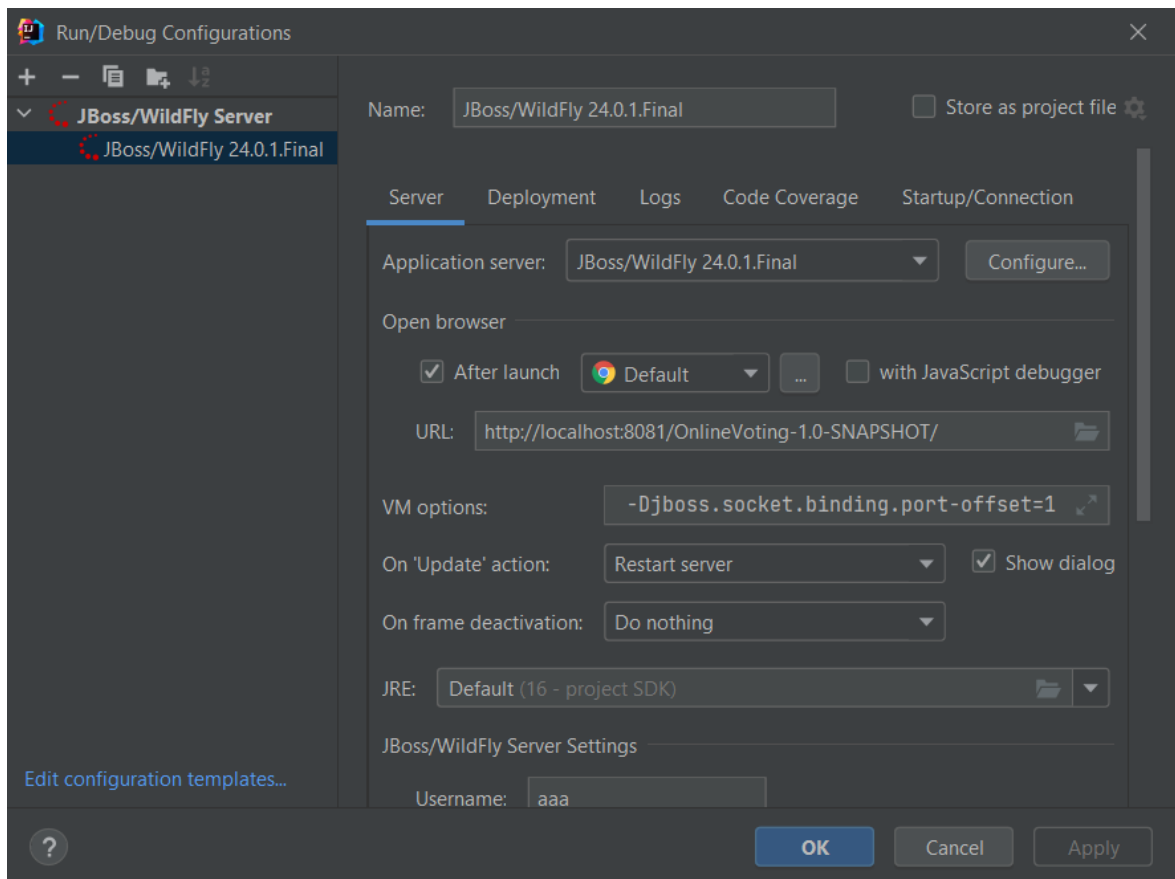 Run/Debug Configurations
JBoss/WildFly Server
JBoss/WildFly 24.0.1.Final
Edit configuration templates...
Name: JBoss/WildFly 24.0.1.Final Store as project file
Server Deployment Logs Code Coverage Startup/Connection
Application server: JBoss/WildFly 24.0.1.Final Configure...
Open browser
After launch Default ... with JavaScript debugger
URL: http://localhost:8081/OnlineVoting-1.0-SNAPSHOT/
VM options: -Djboss.socket.binding.port-offset=1
On 'Update' action: Restart server Show dialog
On frame deactivation: Do nothing
JRE: Default (16 - project SDK)
JBoss/WildFly Server Settings
Username: aaa
? OK Cancel Apply